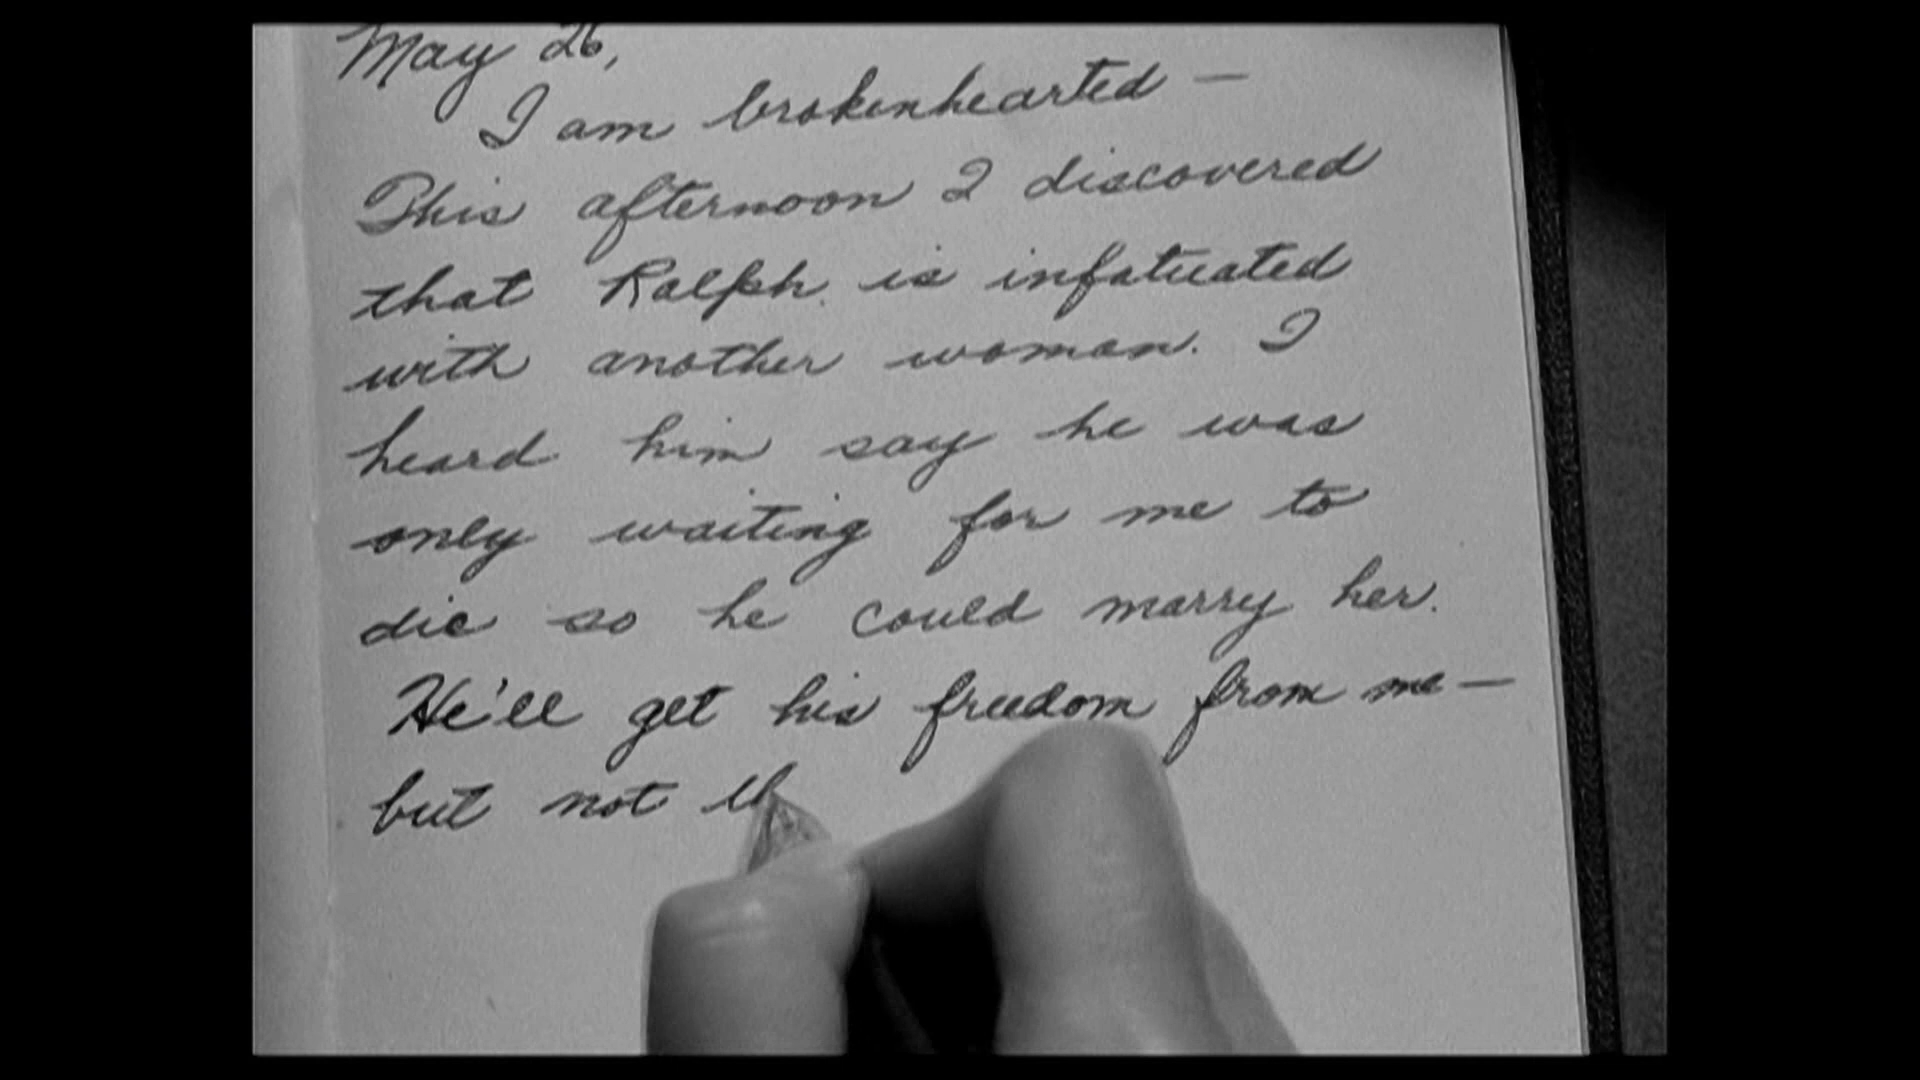 May 26,
I am brokenhearted —
This afternoon I discovered
that Ralph is infatuated
with another woman. I
heard him say he was
only waiting for me to
die so he could marry her.
He'll get his freedom from me —
but not